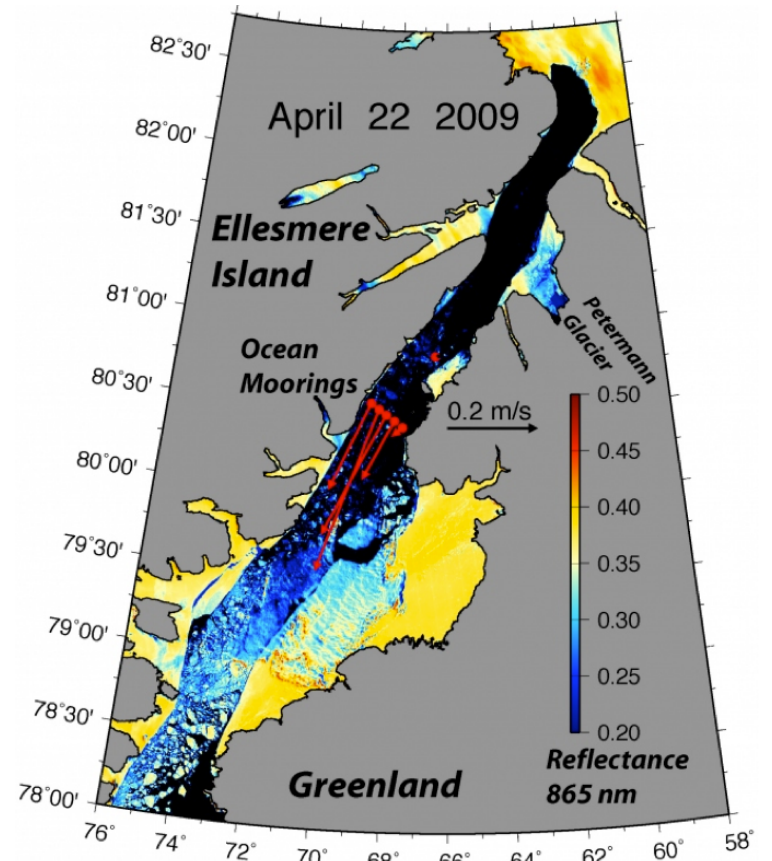 82°30'
April 22 2009
82°00'
81°30'
Ellesmere
Island
81°00'
Petermann
Glacier
Ocean
Moorings
80°30'
0.50
0.2 m/s
0.45
80°00'
0.40
79°30'
0.35
0.30
79°00'
0.25
78°30'
0.20
Reflectance
865 nm
Greenland
78°00'
76° 74° 72° 70° 68° 66° 64° 62° 60° 58°